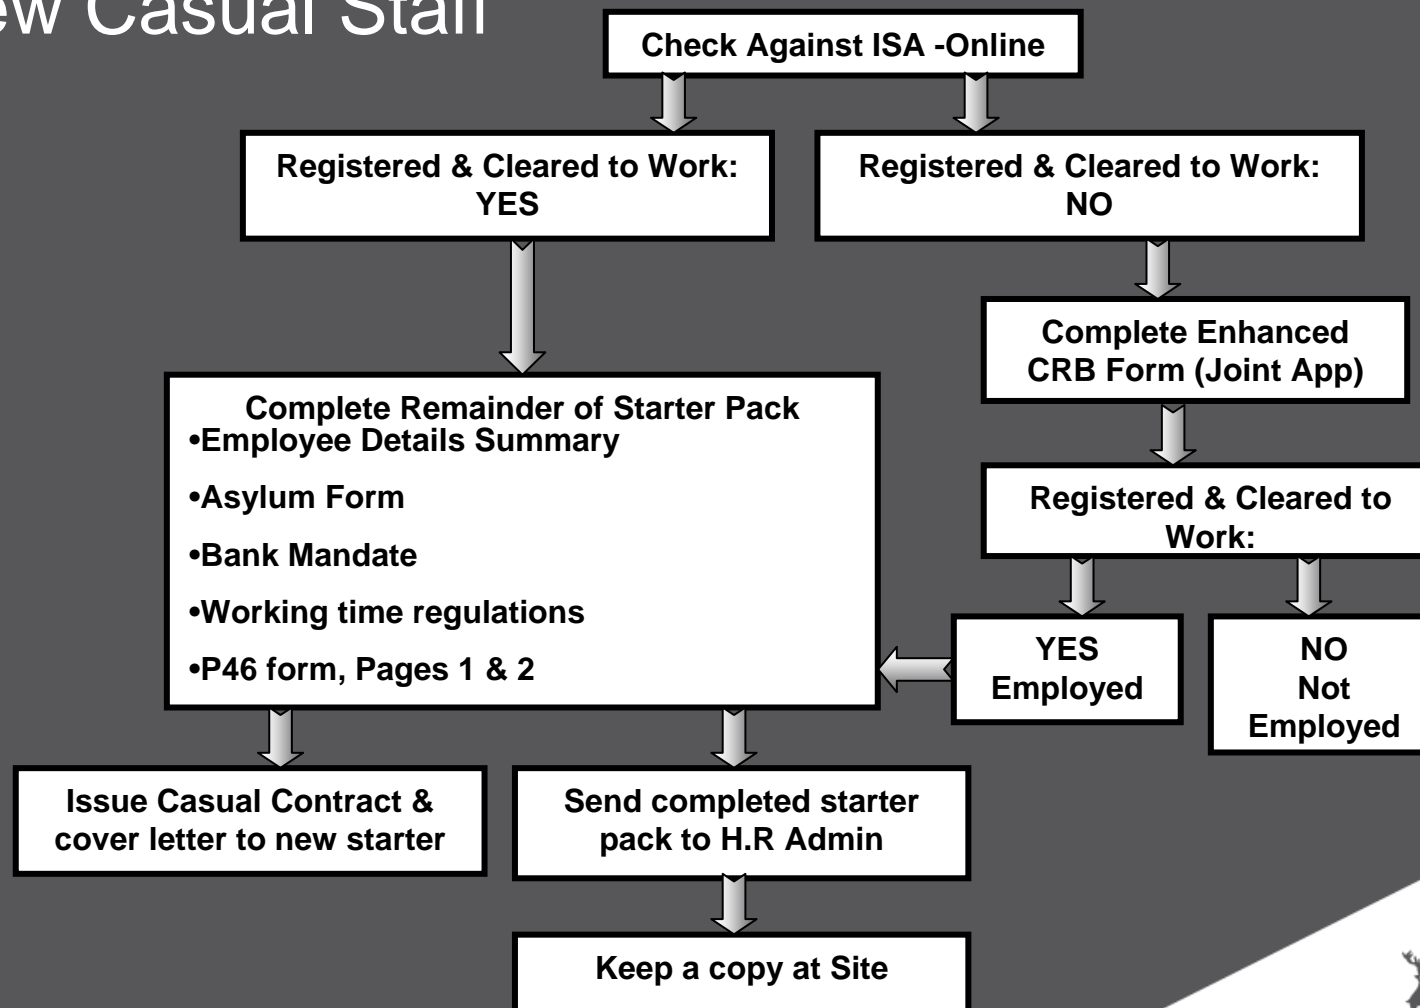 ew Casual Staff
Check Against ISA -Online
Registered & Cleared to Work:
YES
Registered & Cleared to Work:
NO
Complete Enhanced
CRB Form (Joint App)
Complete Remainder of Starter Pack
•Employee Details Summary
•Asylum Form
•Bank Mandate
•Working time regulations
•P46 form, Pages 1 & 2
Registered & Cleared to
Work:
YES
Employed
NO
Not
Employed
Issue Casual Contract &
cover letter to new starter
Send completed starter
pack to H.R Admin
Keep a copy at Site